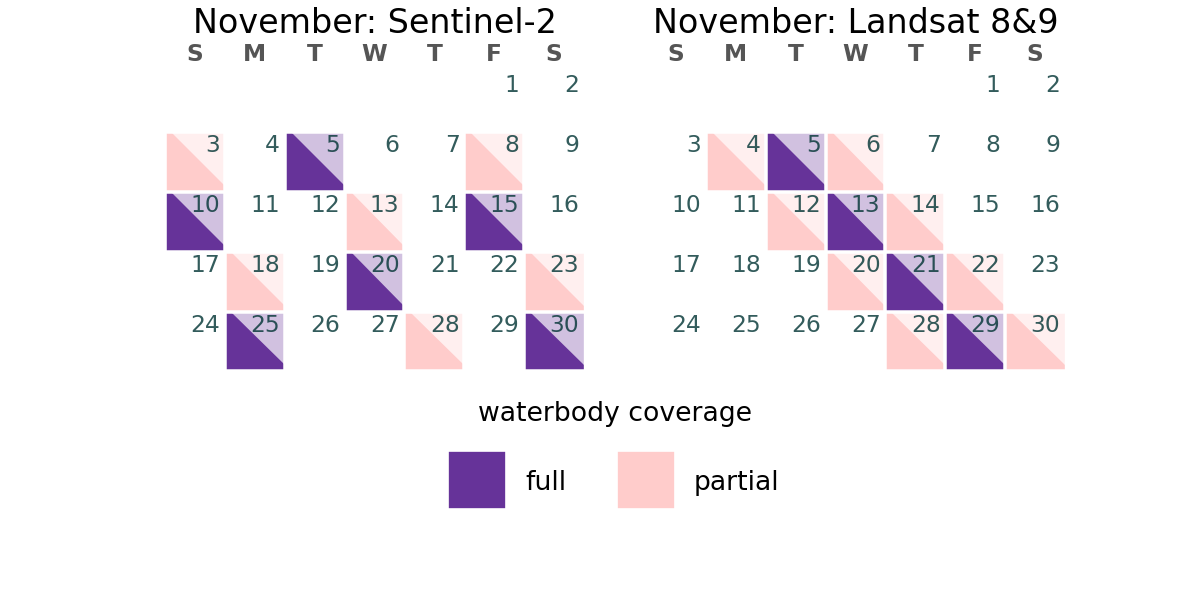 November: Sentinel-2
S M T W T F S
1 2
3 4 5 6 7 8 9
10 11 12 13 14 15 16
17 18 19 20 21 22 23
24 25 26 27 28 29 30
November: Landsat 8&9
S M T W T F S
1 2
3 4 5 6 7 8 9
10 11 12 13 14 15 16
17 18 19 20 21 22 23
24 25 26 27 28 29 30
waterbody coverage
full
partial